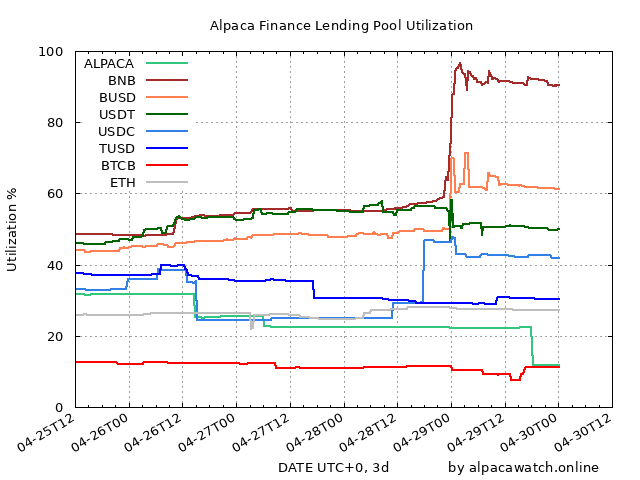 Alpaca Finance Lending Pool Utilization
100
80
60
40
20
0
Utilization %
ALPACA
BNB
BUSD
USDT
USDC
TUSD
BTCB
ETH
04-25T12
04-26T00
04-26T12
04-27T00
04-27T12
04-28T00
04-28T12
04-29T00
04-29T12
04-30T00
04-30T12
DATE UTC+0, 3d
by alpacawatch.online